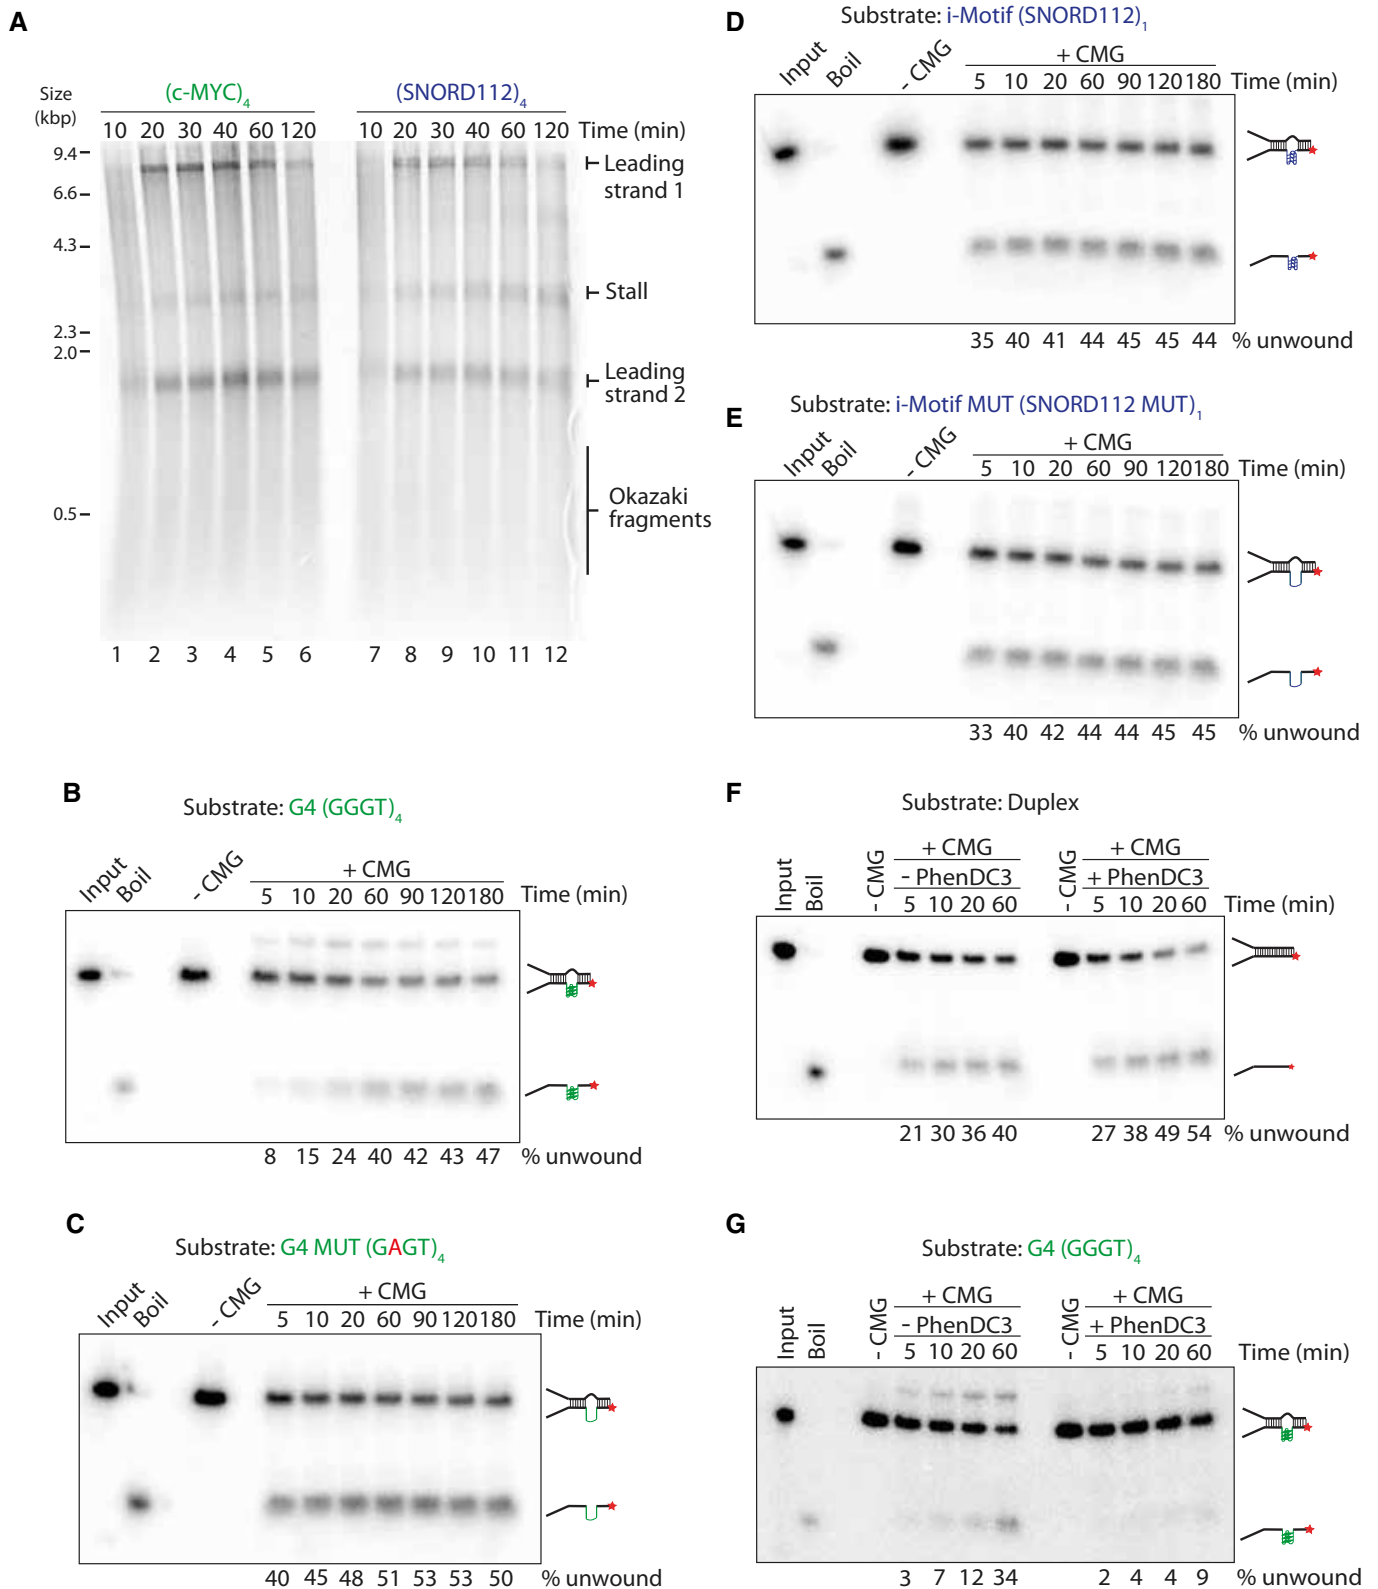 A
Size
(kbp)
(c-MYC)4
(SNORD112)4
10 20 30 40 60 120
10 20 30 40 60 120 Time (min)
9.4
6.6
4.3
2.3
2.0
0.5
Leading
strand 1
Stall
Leading
strand 2
Okazaki
fragments
1 2 3 4 5 6 7 8 9 10 11 12
B
Substrate: G4 (GGGT)4
Input
Boil
- CMG
+ CMG
5 10 20 60 90 120 180 Time (min)
8 15 24 40 42 43 47 % unwound
C
Substrate: G4 MUT (GAGT)4
Input
Boil
- CMG
+ CMG
5 10 20 60 90 120 180 Time (min)
40 45 48 51 53 53 50 % unwound
D
Substrate: i-Motif (SNORD112)1
Input
Boil
- CMG
+ CMG
5 10 20 60 90 120 180 Time (min)
35 40 41 44 45 45 44 % unwound
E
Substrate: i-Motif MUT (SNORD112 MUT)1
Input
Boil
- CMG
+ CMG
5 10 20 60 90 120 180 Time (min)
33 40 42 44 44 45 45 % unwound
F
Substrate: Duplex
Input
Boil
- CMG
+ CMG
- PhenDC3
5 10 20 60
- CMG
+ CMG
+ PhenDC3
5 10 20 60 Time (min)
21 30 36 40 27 38 49 54 % unwound
G
Substrate: G4 (GGGT)4
Input
Boil
- CMG
+ CMG
- PhenDC3
5 10 20 60
- CMG
+ CMG
+ PhenDC3
5 10 20 60 Time (min)
3 7 12 34 2 4 4 9 % unwound